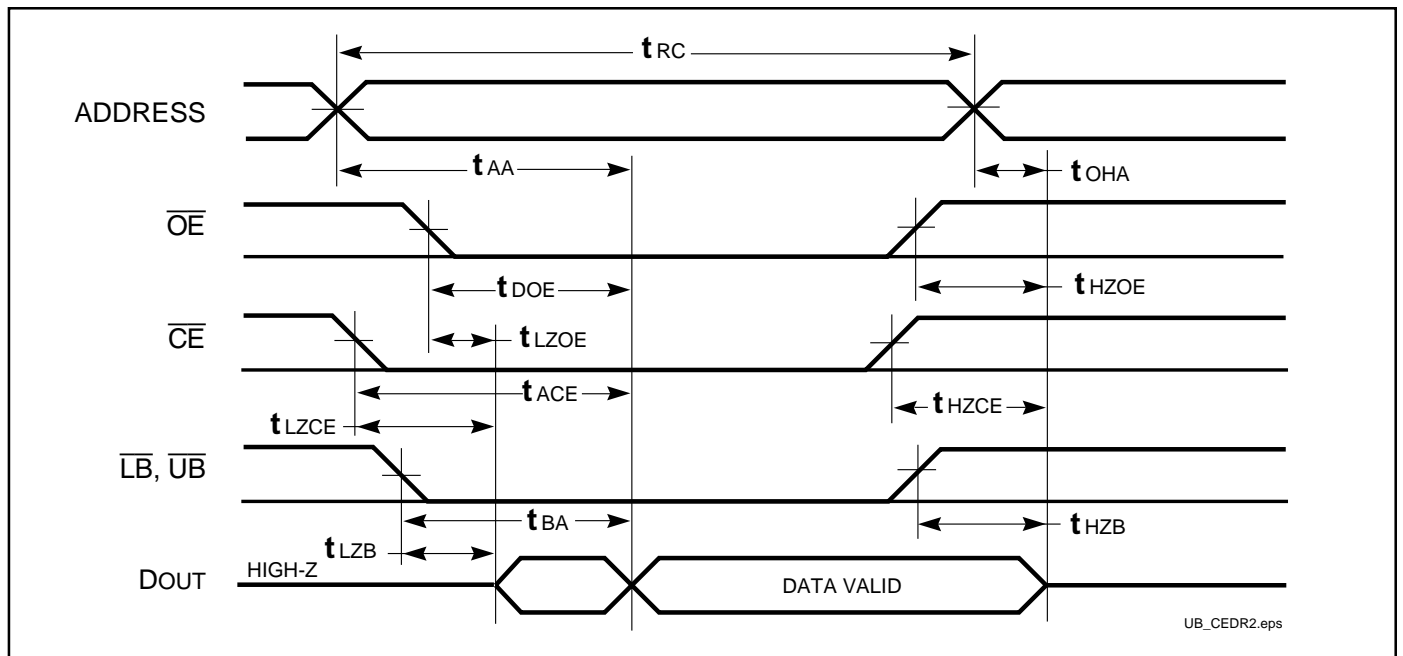 tRC
ADDRESS
tAA
tOHA
OE
tDOE
tHZOE
CE
tLZOE
tACE
tHZCE
tLZCE
LB, UB
tBA
tHZB
tLZB
DOUT
HIGH-Z
DATA VALID
UB_CEDR2.eps